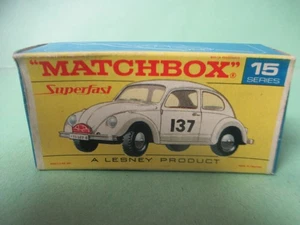 "MATCHBOX"®
15
SERIES
Superfast
137
A LESNEY PRODUCT